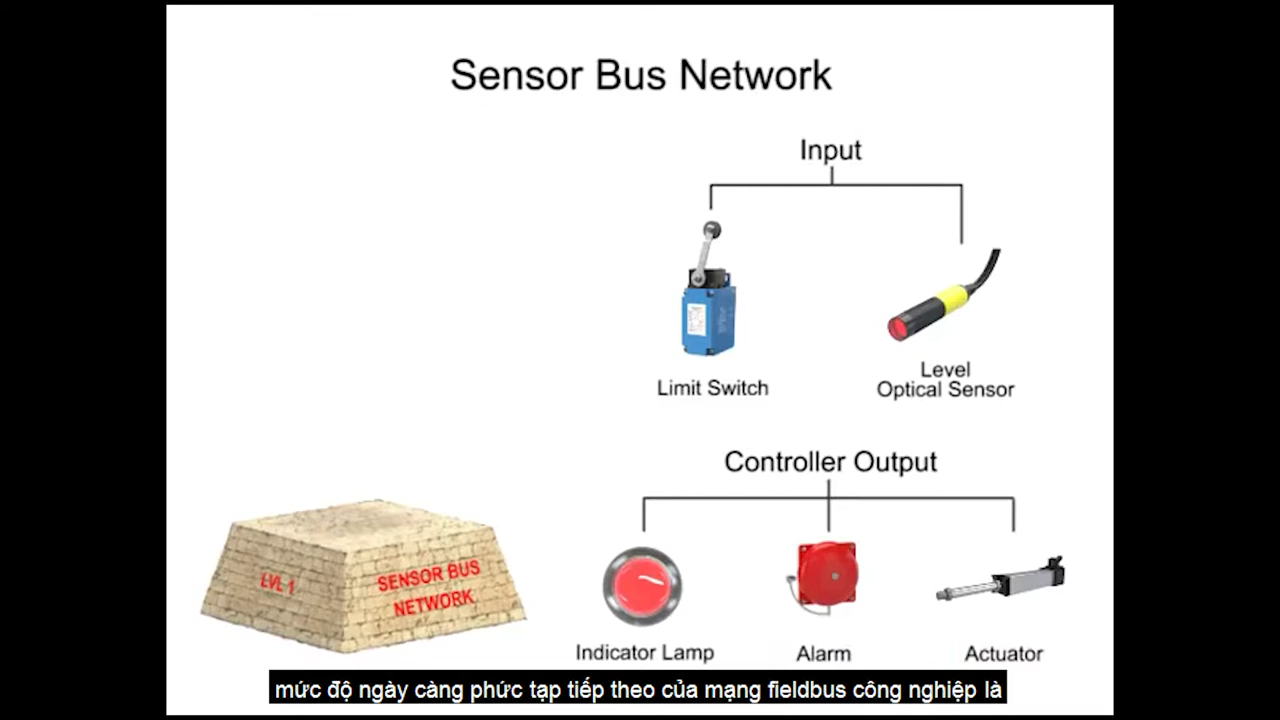 Sensor Bus Network
Input
Limit Switch
Level
Optical Sensor
Controller Output
LVL 1
SENSOR BUS
NETWORK
Indicator Lamp
Alarm
Actuator
mức độ ngày càng phức tạp tiếp theo của mạng fieldbus công nghiệp là